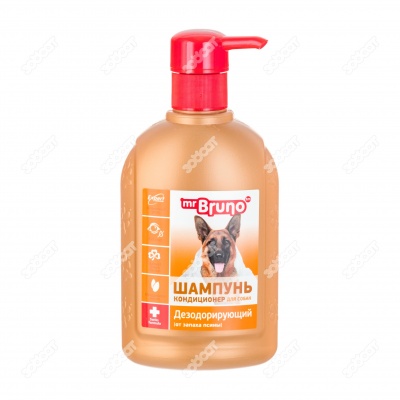 mr Bruno
ШАМПУНЬ
КОНДИЦИОНЕР для собак
Дезодорирующий
(от запаха псины)